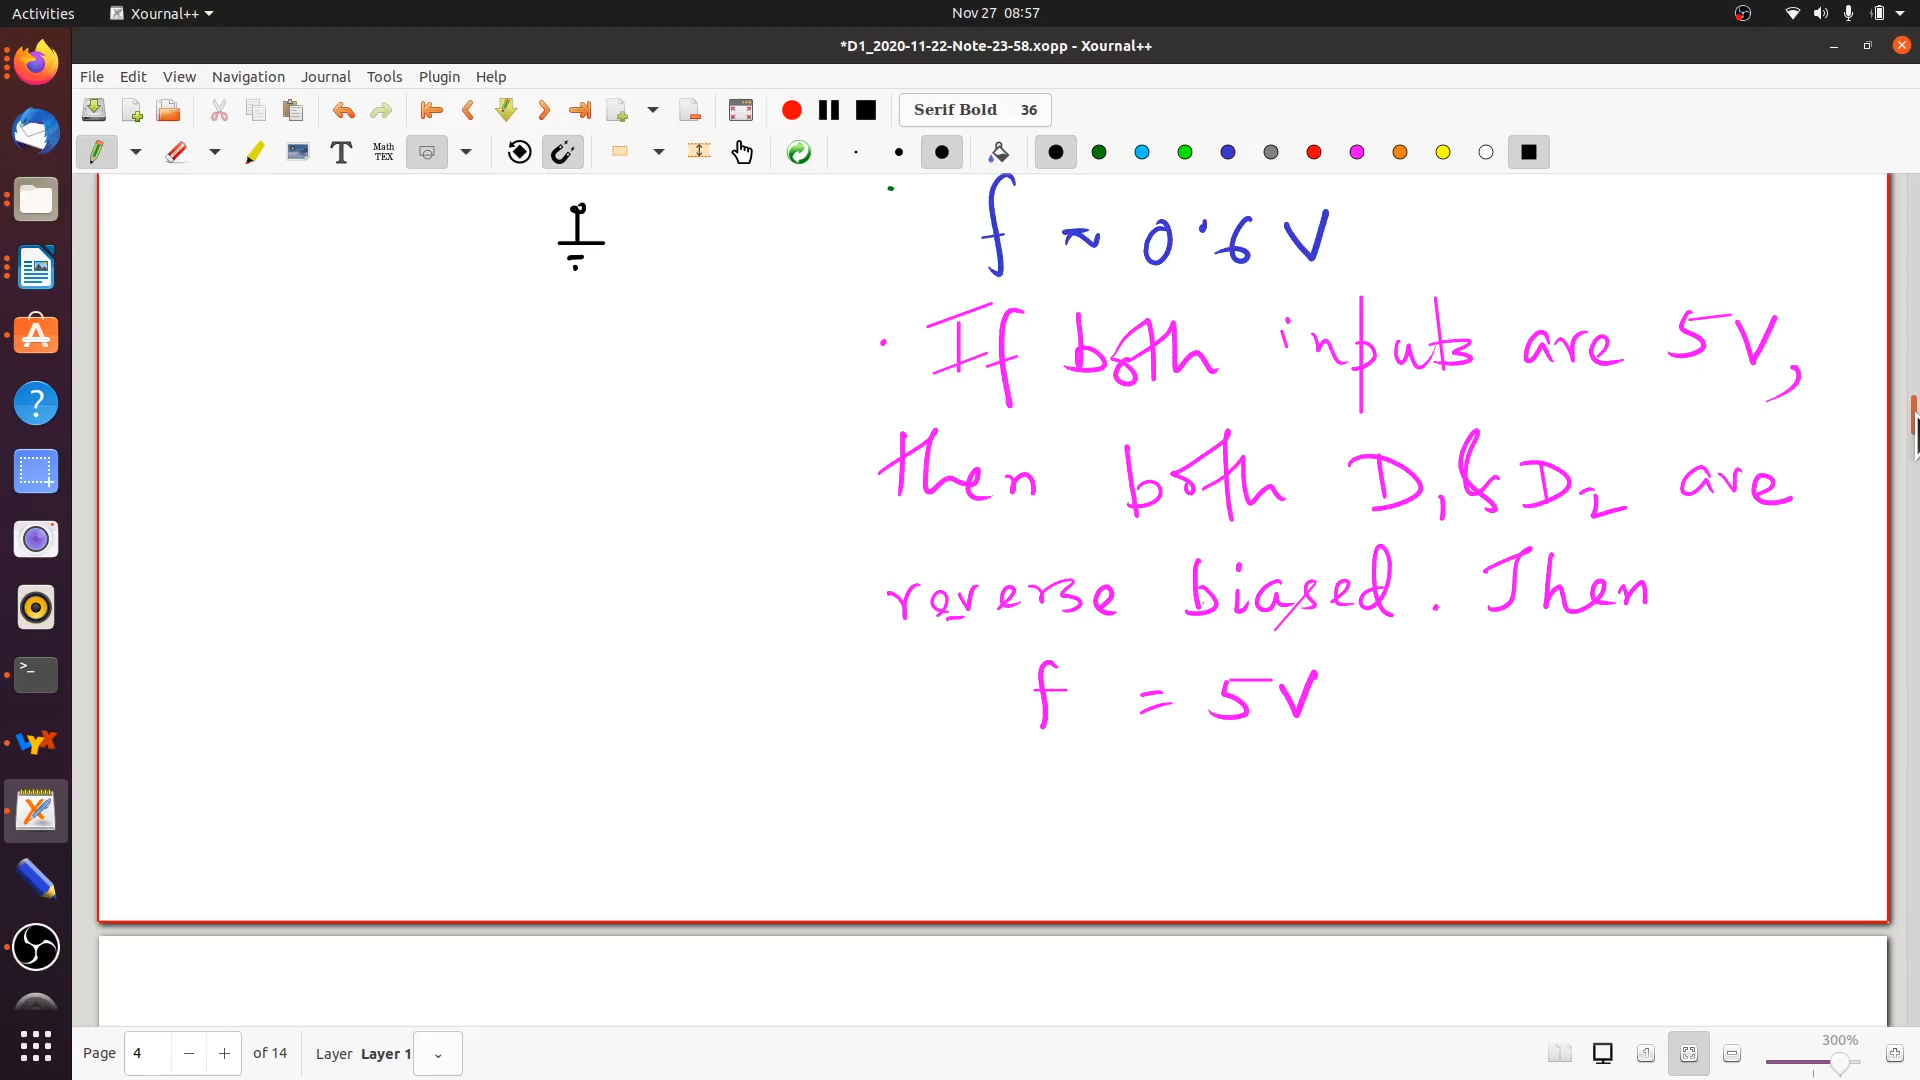 Activities Xournal++ Nov 27 08:57
*D1_2020-11-22-Note-23-58.xopp - Xournal++
File Edit View Navigation Journal Tools Plugin Help
Serif Bold 36
T Math TEX
f ~ 0.6 V
. If both inputs are 5V,
then both D1 & D2 are
reverse biased. Then
f = 5V
Page 4 of 14 Layer Layer 1 300%